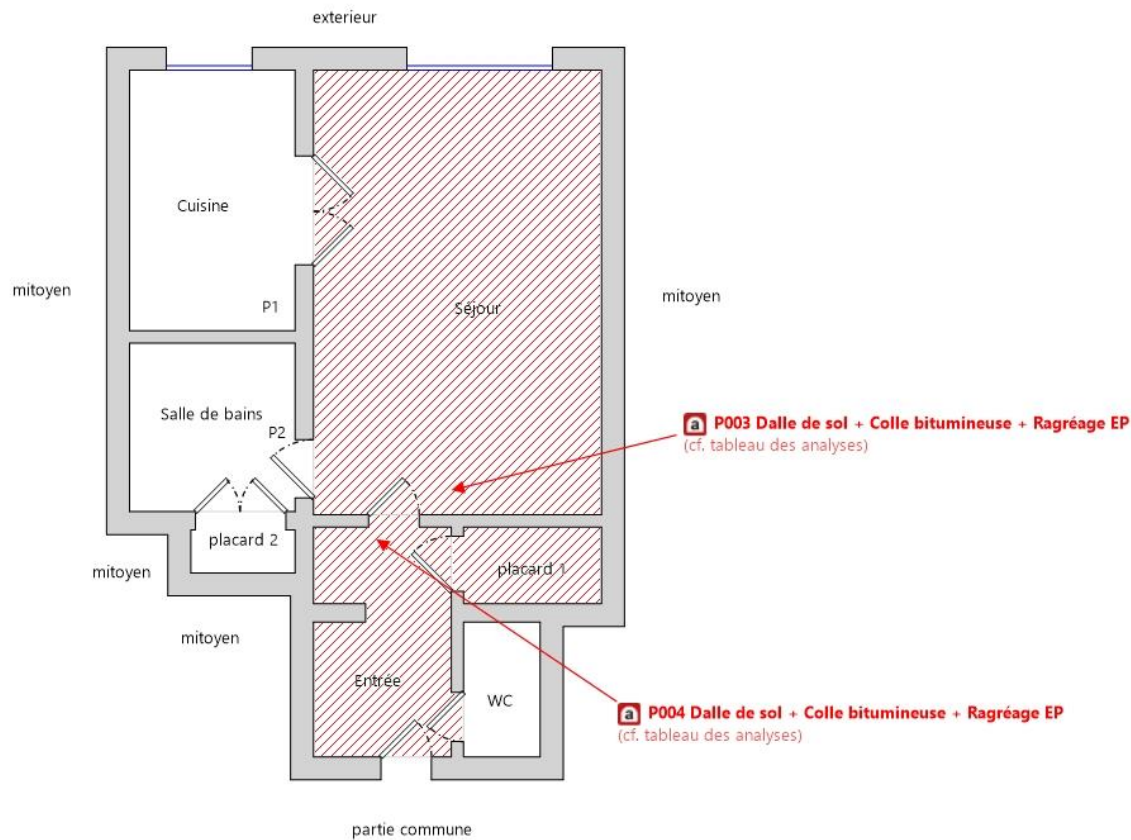 exterieur
Cuisine
mitoyen
P1
Séjour
mitoyen
Salle de bains
P2
a P003 Dalle de sol + Colle bitumineuse + Ragréage EP
(cf. tableau des analyses)
placard 2
mitoyen
placard 1
mitoyen
Entrée
WC
a P004 Dalle de sol + Colle bitumineuse + Ragréage EP
(cf. tableau des analyses)
partie commune